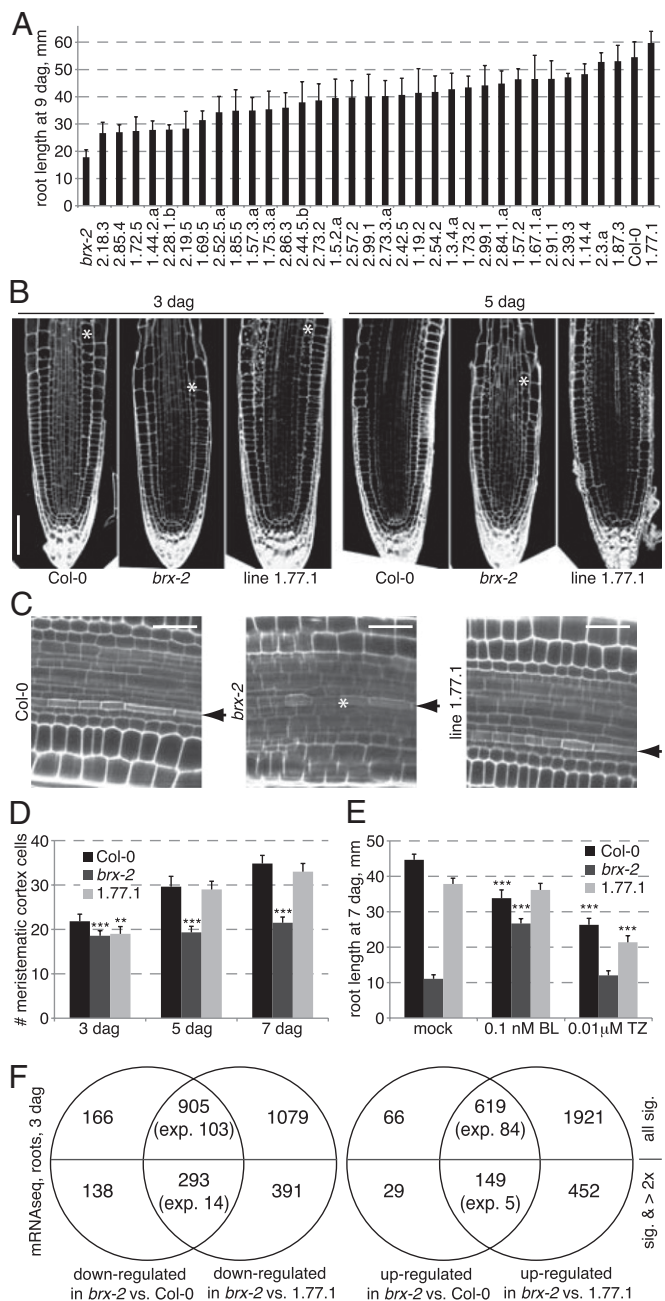 A
root length at 9 dag, mm
60
50
40
30
20
10
0
brx-2
2.18.3
2.85.4
1.72.5
1.44.2.a
2.28.1.b
2.19.5
1.69.5
2.52.5.a
1.85.5
1.57.3.a
1.75.3.a
2.86.3
2.44.5.b
2.73.2
1.5.2.a
2.57.2
2.99.1
2.73.3.a
2.42.5
1.19.2
2.54.2
1.3.4.a
1.73.2
2.99.1
2.84.1.a
1.57.2
1.67.1.a
2.91.1
2.39.3
1.14.4
2.3.a
1.87.3
Col-0
1.77.1
B
3 dag
5 dag
*
*
*
*
Col-0
brx-2
line 1.77.1
Col-0
brx-2
line 1.77.1
C
Col-0
brx-2
*
line 1.77.1
D
# meristematic cortex cells
40
30
20
10
0
Col-0
brx-2
1.77.1
*** **
***
***
3 dag
5 dag
7 dag
E
root length at 7 dag, mm
50
40
30
20
10
0
Col-0
brx-2
1.77.1
***
***
***
***
mock
0.1 nM BL
0.01µM TZ
F
mRNAseq, roots, 3 dag
166
905
(exp. 103)
1079
66
619
(exp. 84)
1921
all sig.
138
293
(exp. 14)
391
29
149
(exp. 5)
452
sig. & > 2x
down-regulated
in brx-2 vs. Col-0
down-regulated
in brx-2 vs. 1.77.1
up-regulated
in brx-2 vs. Col-0
up-regulated
in brx-2 vs. 1.77.1